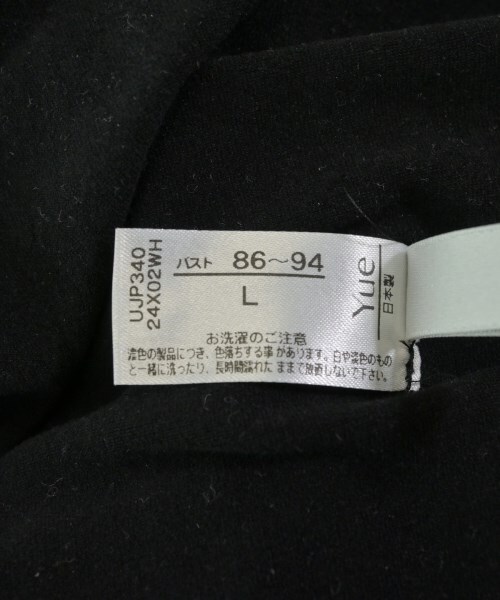 UJP340
24X02WH
バスト 86～94
L
Yue
日本製
お洗濯のご注意
濃色の製品につき、色落ちする事があります。白や淡色のもの
と一緒に洗ったり、長時間濡れたままで放置しないで下さい。